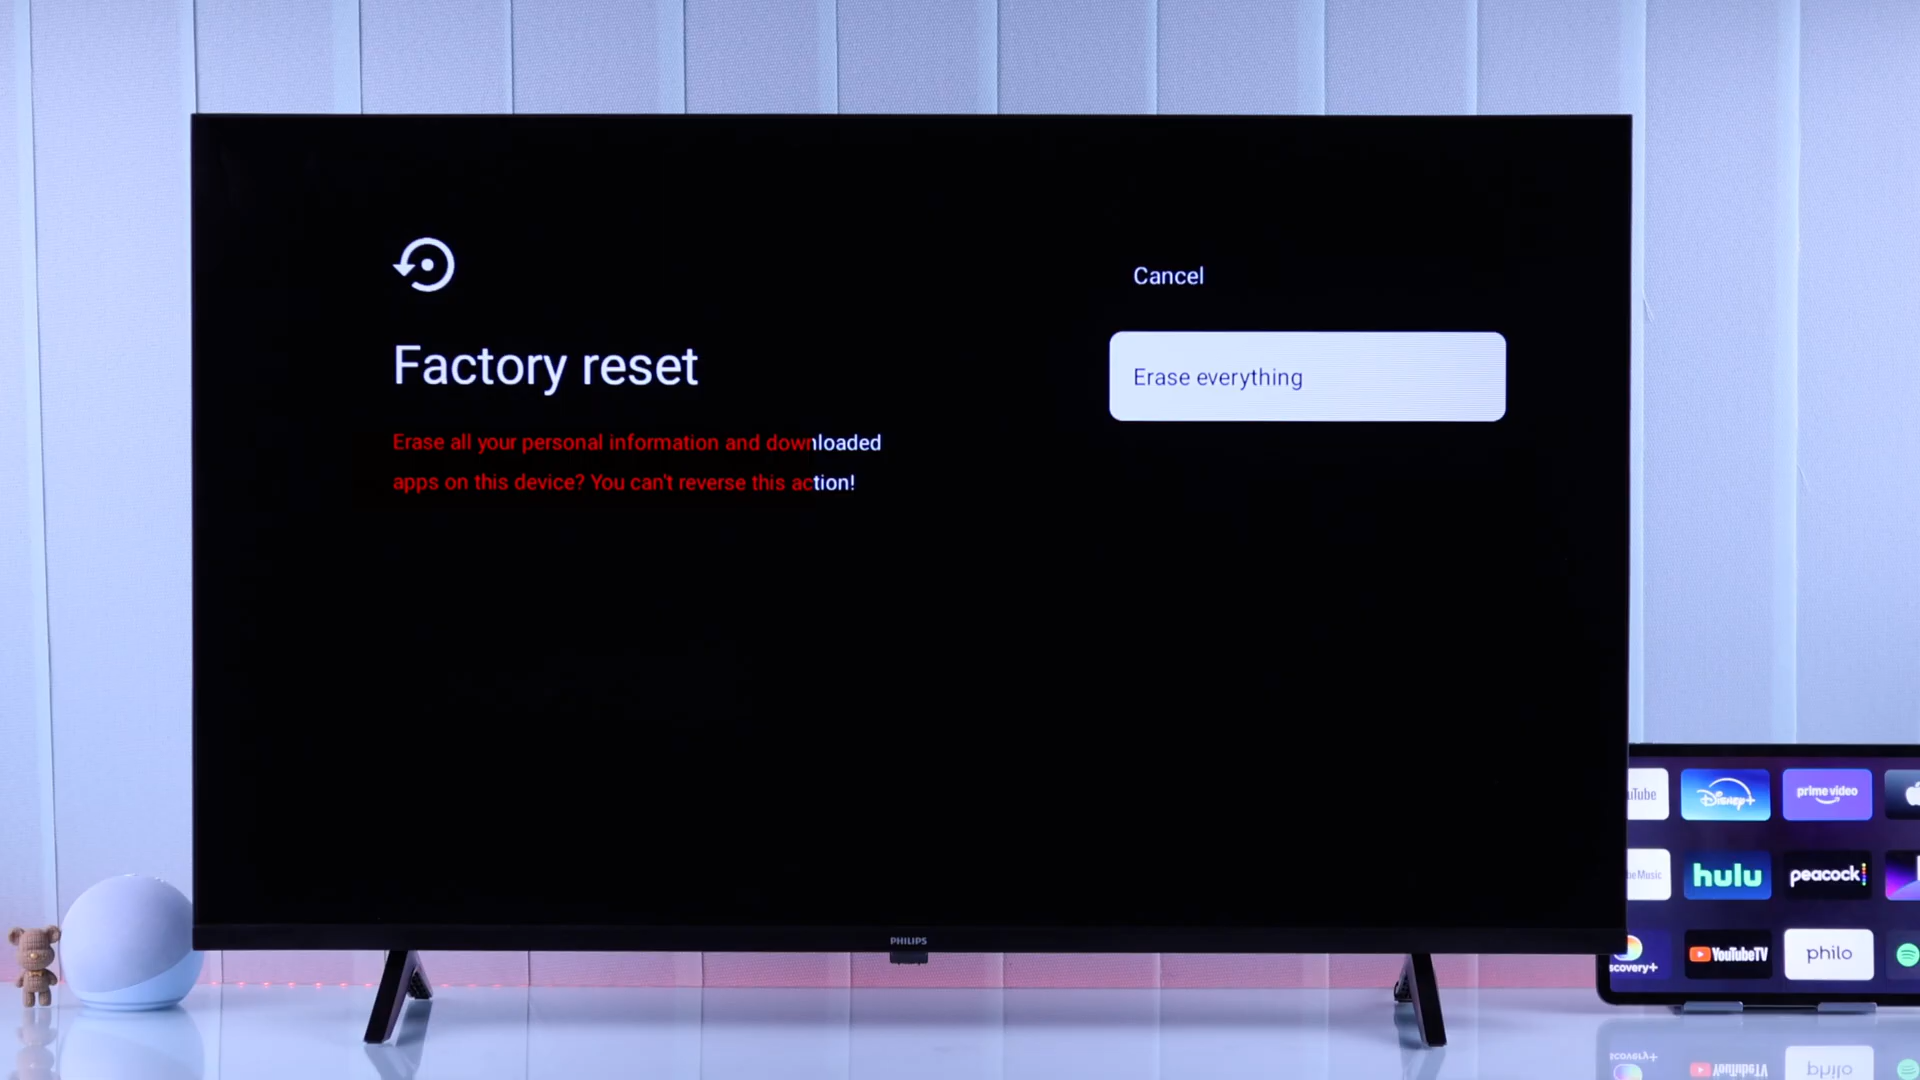 Factory reset
Erase all your personal information and downloaded
apps on this device? You can't reverse this action!
Cancel
Erase everything
PHILIPS
Disney+
prime video
hulu
peacock
YouTubeTV
philo